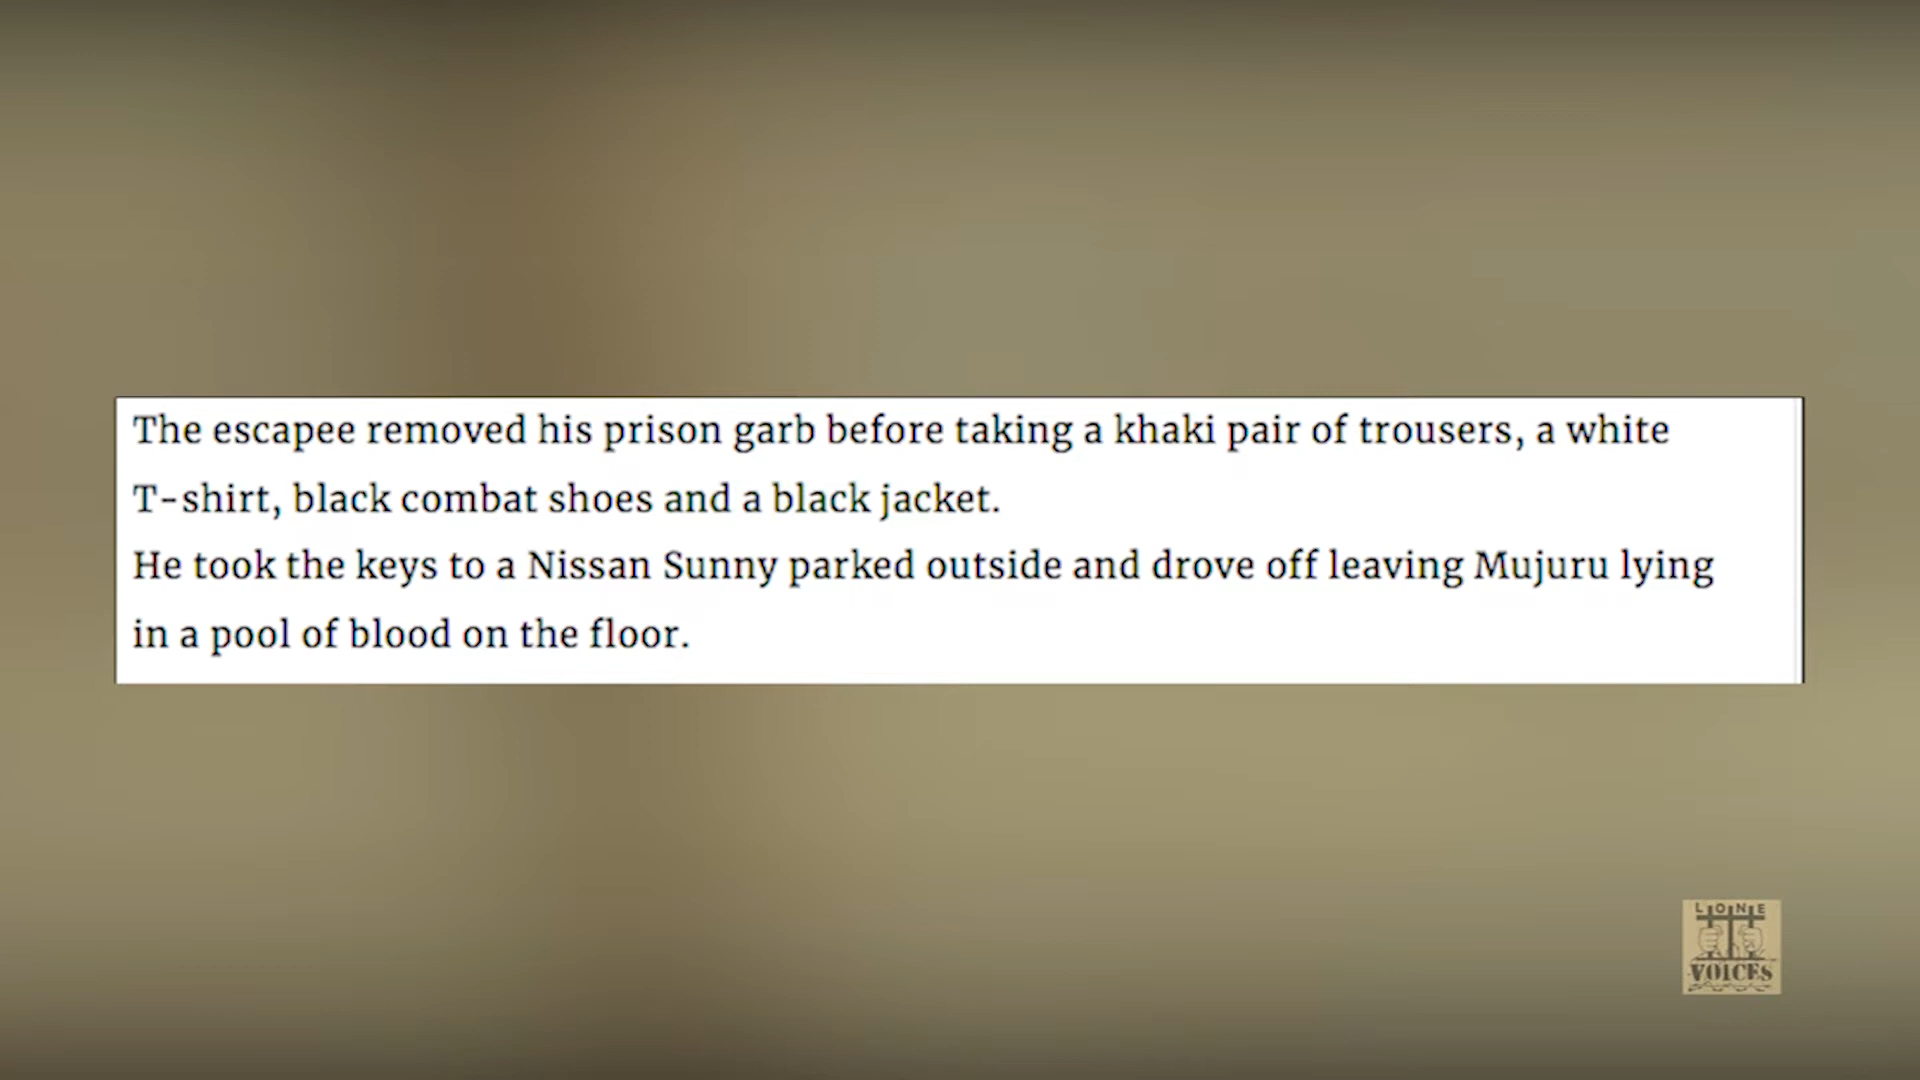 The escapee removed his prison garb before taking a khaki pair of trousers, a white
T-shirt, black combat shoes and a black jacket.
He took the keys to a Nissan Sunny parked outside and drove off leaving Mujuru lying
in a pool of blood on the floor.
LONE
VOICES